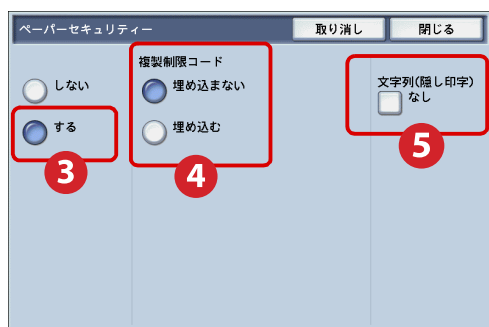 ペーパーセキュリティー
取り消し
閉じる
複製制限コード
しない
埋め込まない
する
埋め込む
文字列(隠し印字)
なし
3
4
5